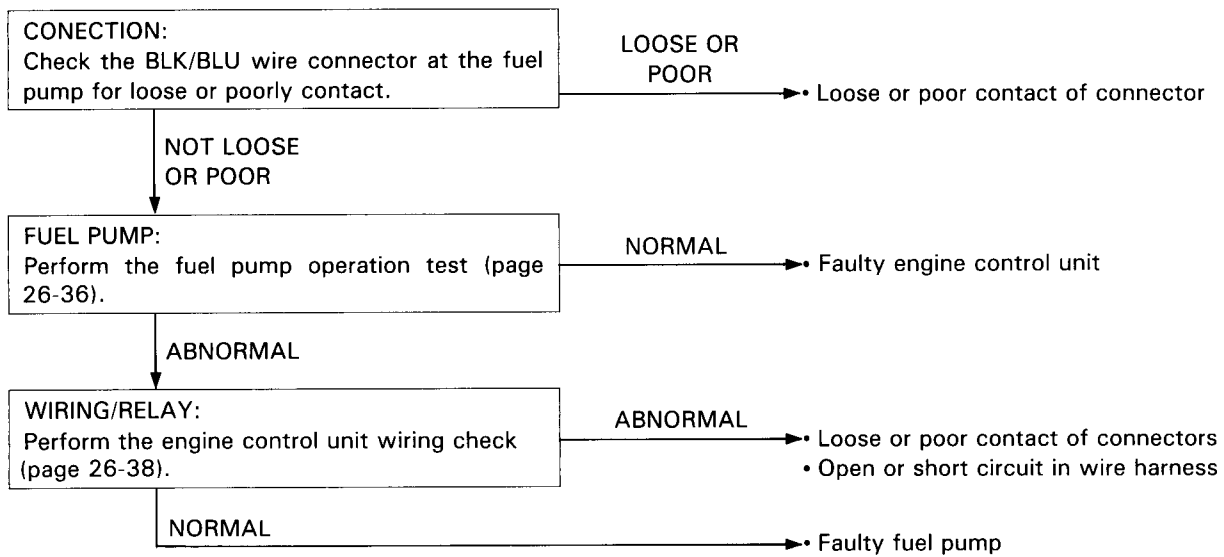 CONECTION:
Check the BLK/BLU wire connector at the fuel
pump for loose or poorly contact.
LOOSE OR
POOR
• Loose or poor contact of connector
NOT LOOSE
OR POOR
FUEL PUMP:
Perform the fuel pump operation test (page
26-36).
NORMAL
• Faulty engine control unit
ABNORMAL
WIRING/RELAY:
Perform the engine control unit wiring check
(page 26-38).
ABNORMAL
• Loose or poor contact of connectors
• Open or short circuit in wire harness
NORMAL
• Faulty fuel pump